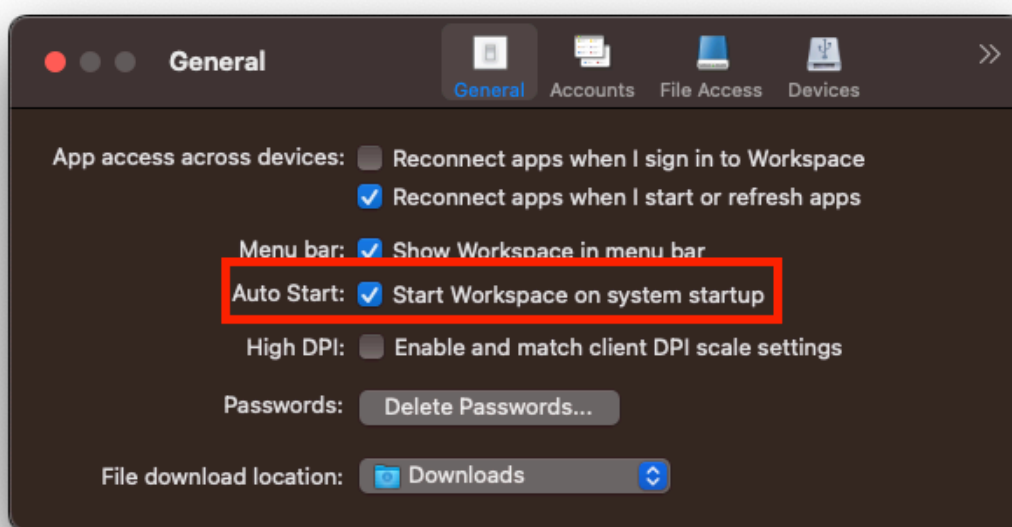 General
General Accounts File Access Devices
App access across devices: Reconnect apps when I sign in to Workspace
Reconnect apps when I start or refresh apps
Menu bar: Show Workspace in menu bar
Auto Start: Start Workspace on system startup
High DPI: Enable and match client DPI scale settings
Passwords: Delete Passwords...
File download location: Downloads